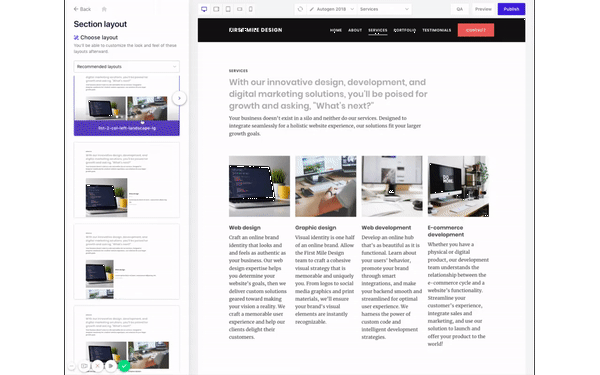 Back
Section layout
Choose layout
You'll be able to customize the look and feel of these
layouts afterward.
Recommended layouts
list-2-col-left-landscape-lg
Autogen 2018
Services
QA
Preview
Publish
FIRST MILE DESIGN
HOME
ABOUT
SERVICES
PORTFOLIO
TESTIMONIALS
CONTACT
SERVICES
With our innovative design, development, and
digital marketing solutions, you'll be poised for
growth and asking, "What's next?"
Your business doesn't exist in a silo and neither do our services. Designed to
integrate seamlessly for a holistic website experience, our solutions fit your larger
growth goals.
Web design
Craft an online brand
identity that looks and
and feels as authentic as
your business. Our web
design expertise helps
you determine your
website's goals, then we
deliver custom solutions
geared toward making
your vision a reality. We
craft a memorable user
experience and help our
clients delight their
customers.
Graphic design
Visual identity is one half
of an online brand. Allow
the First Mile Design
team to craft a cohesive
visual strategy that is
memorable and uniquely
you. From logos to social
media graphics and print
materials, we'll ensure
your brand's visual
elements are instantly
recognizable.
Web development
Develop an online hub
that's as beautiful as it is
functional. Learn about
your users' behavior,
promote your brand
through smart
integrations, and make
your backend smooth and
streamlined for optimal
user experience. We
harness the power of
custom code and
intelligent development
strategies.
E-commerce
development
Whether you have a
physical or digital
product, our development
team understands the
relationship between the
e-commerce cycle and a
website's functionality.
Streamline your
customer's experience,
integrate sales and
marketing, and use our
solution to launch and
offer your product to the
world!